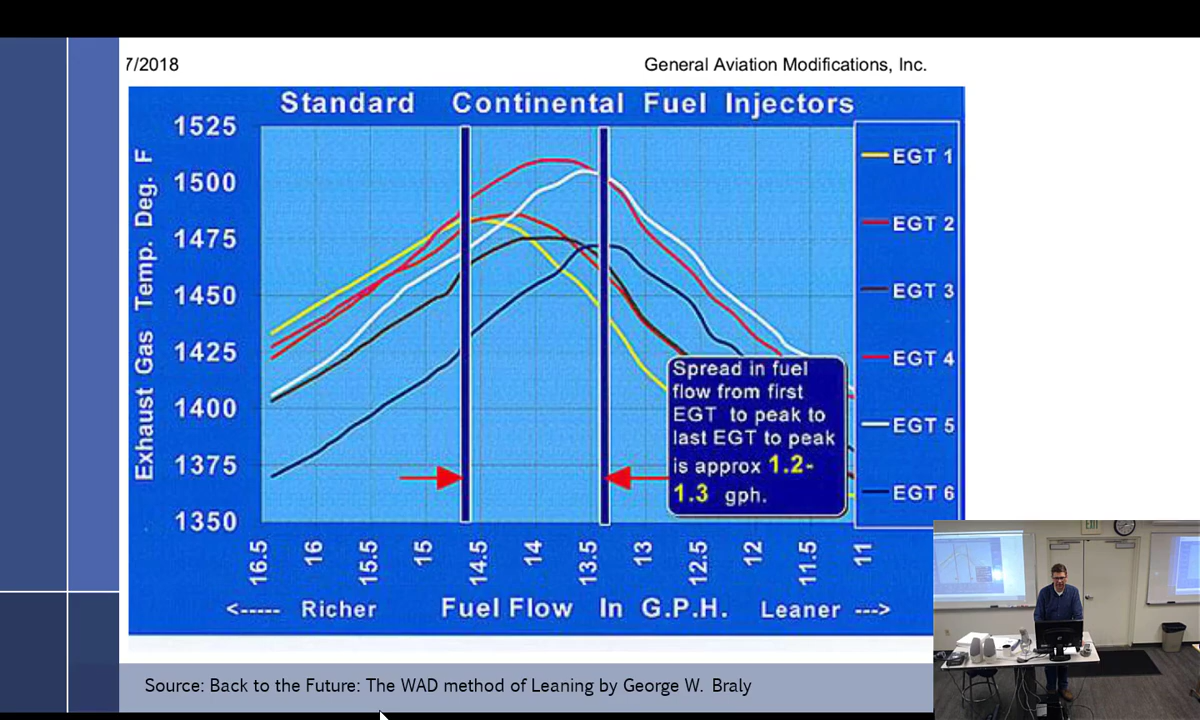 7/2018
General Aviation Modifications, Inc.
Standard Continental Fuel Injectors
Exhaust Gas Temp. Deg. F
1525
1500
1475
1450
1425
1400
1375
1350
EGT 1
EGT 2
EGT 3
EGT 4
EGT 5
EGT 6
Spread in fuel
flow from first
EGT to peak to
last EGT to peak
is approx 1.2-
1.3 gph.
16.5
16
15.5
15
14.5
14
13.5
13
12.5
12
11.5
11
<----- Richer Fuel Flow In G.P.H. Leaner --->
Source: Back to the Future: The WAD method of Leaning by George W. Braly
EXIT